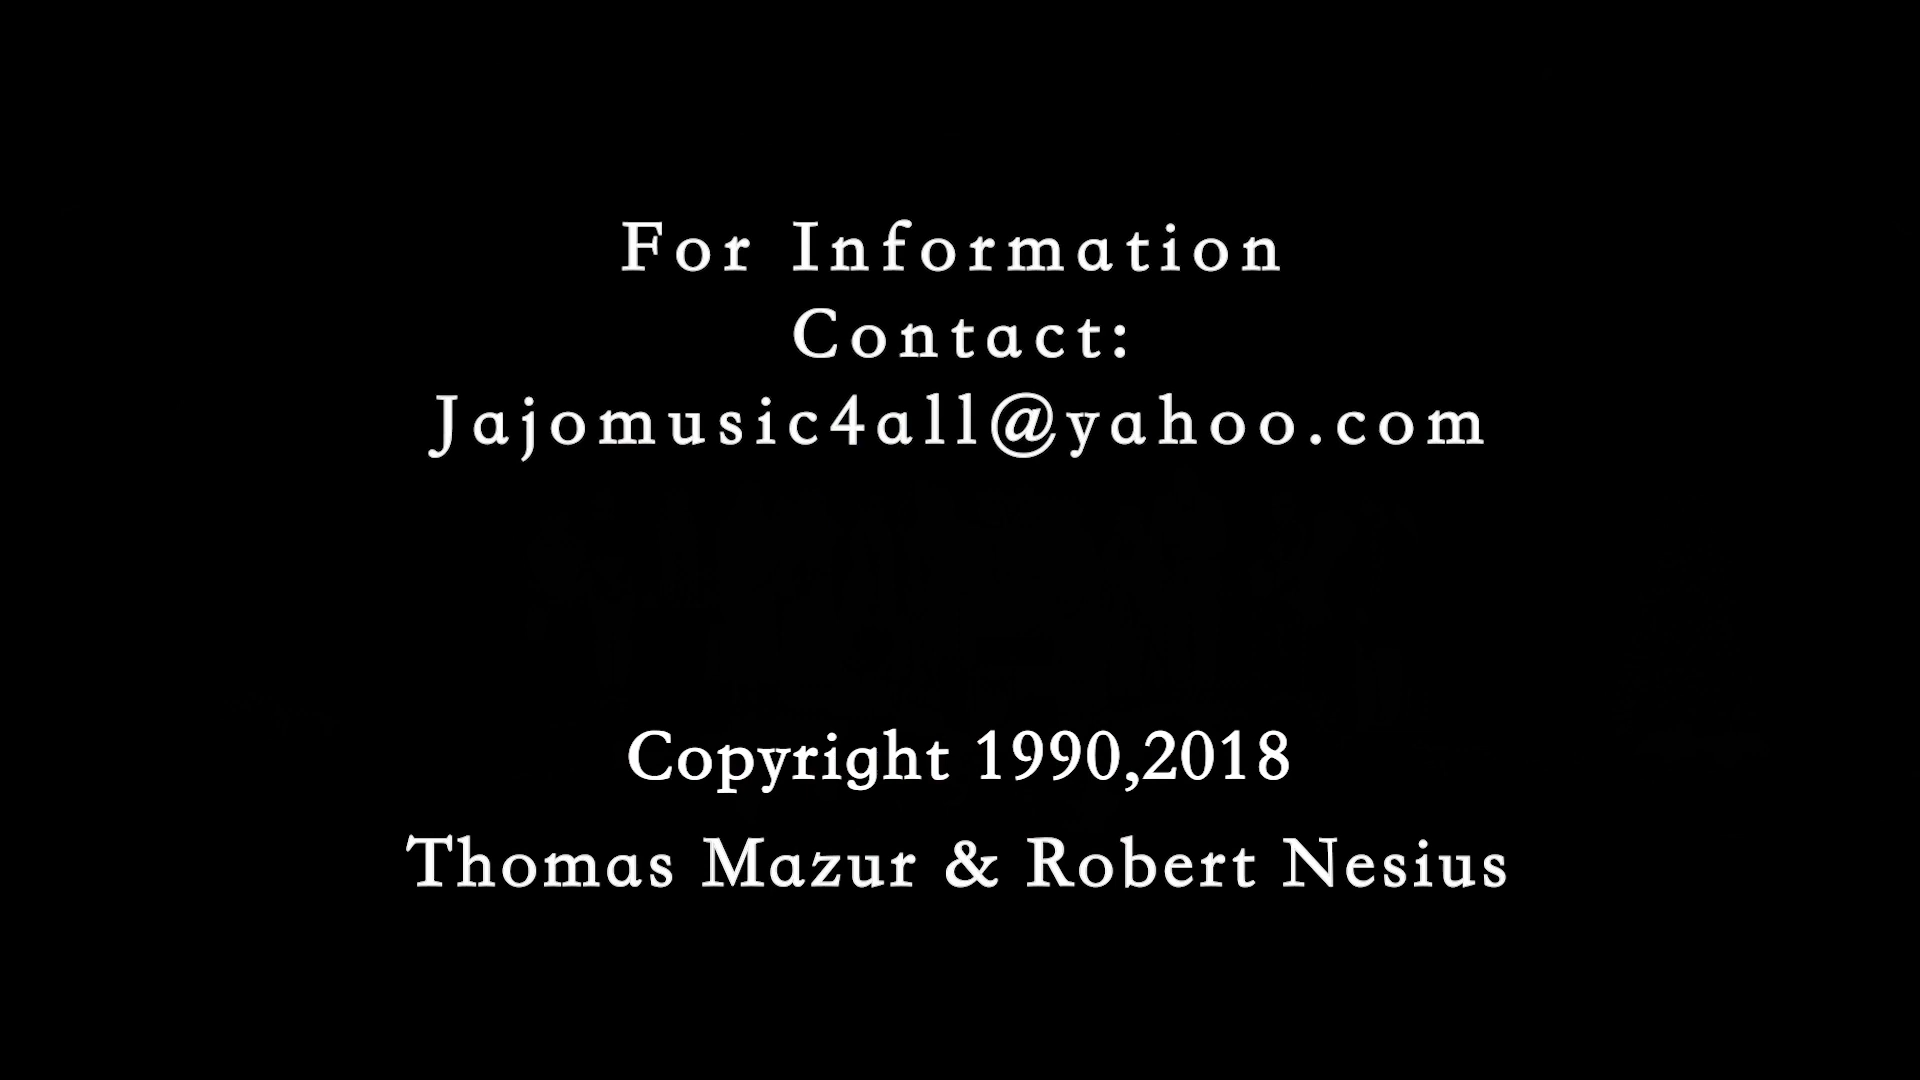 For Information
Contact:
Jajomusic4all@yahoo.com
Copyright 1990,2018
Thomas Mazur & Robert Nesius